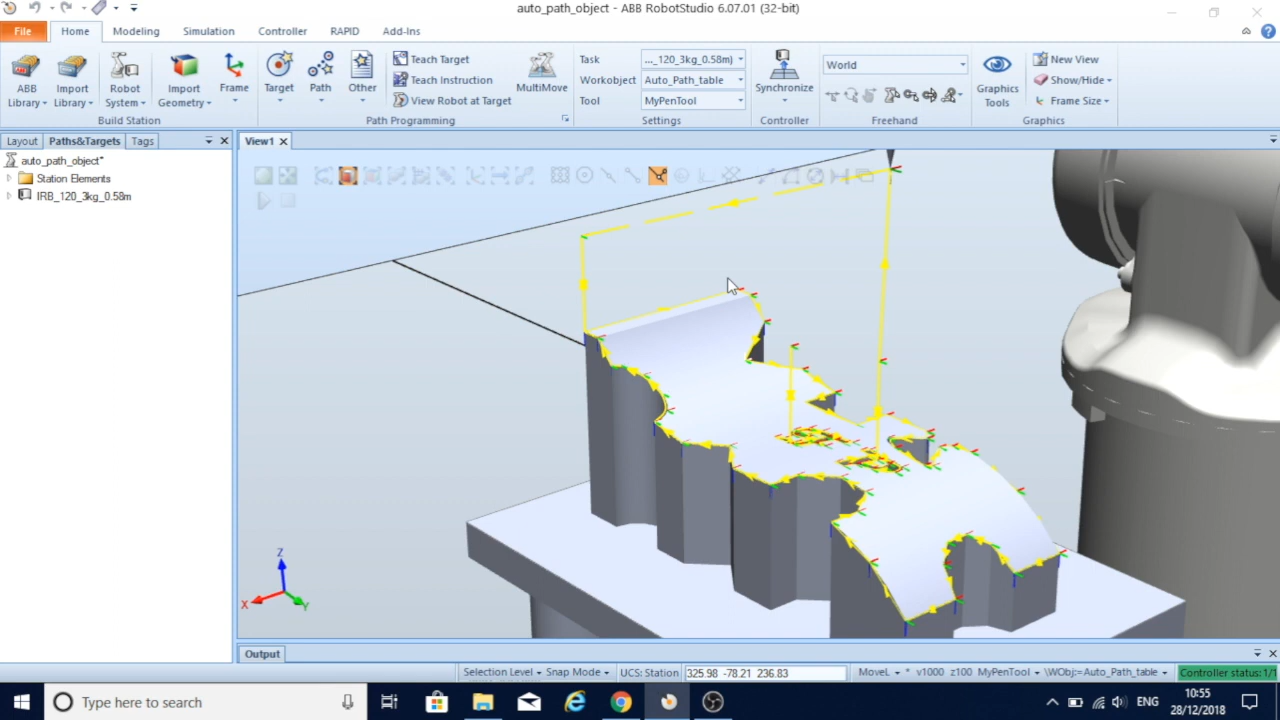 auto_path_object - ABB RobotStudio 6.07.01 (32-bit)
File Home Modeling Simulation Controller RAPID Add-Ins
ABB Library
Import Library
Robot System
Import Geometry
Frame
Build Station
Target
Path
Other
Teach Target
Teach Instruction
View Robot at Target
MultiMove
Path Programming
Task ..._120_3kg_0.58m)
Workobject Auto_Path_table
Tool MyPenTool
Settings
Synchronize
Controller
World
Freehand
Graphics Tools
New View
Show/Hide
Frame Size
Graphics
Layout Paths&Targets Tags
View1
auto_path_object*
Station Elements
IRB_120_3kg_0.58m
Z
X
Y
Output
Selection Level Snap Mode UCS: Station 325.98 -78.21 236.83 MoveL * v1000 z100 MyPenTool \WObj:=Auto_Path_table Controller status: 1/1
Type here to search
ENG
10:55
28/12/2018